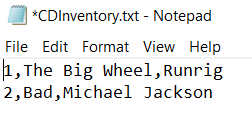 *CDInventory.txt - Notepad
File Edit Format View Help
1,The Big Wheel,Runrig
2,Bad,Michael Jackson